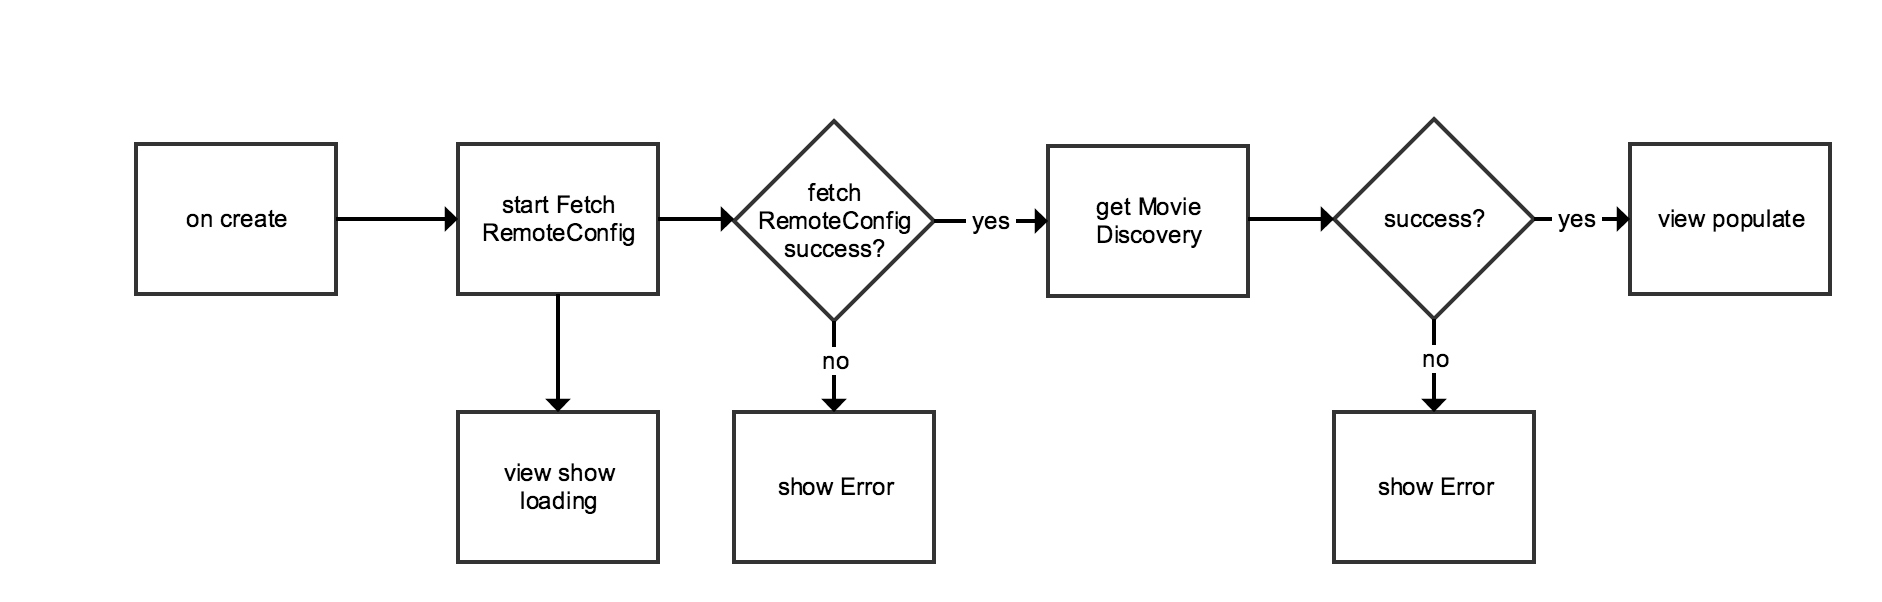 on create
start Fetch
RemoteConfig
fetch
RemoteConfig
success?
yes
get Movie
Discovery
success?
yes
view populate
no
no
view show
loading
show Error
show Error